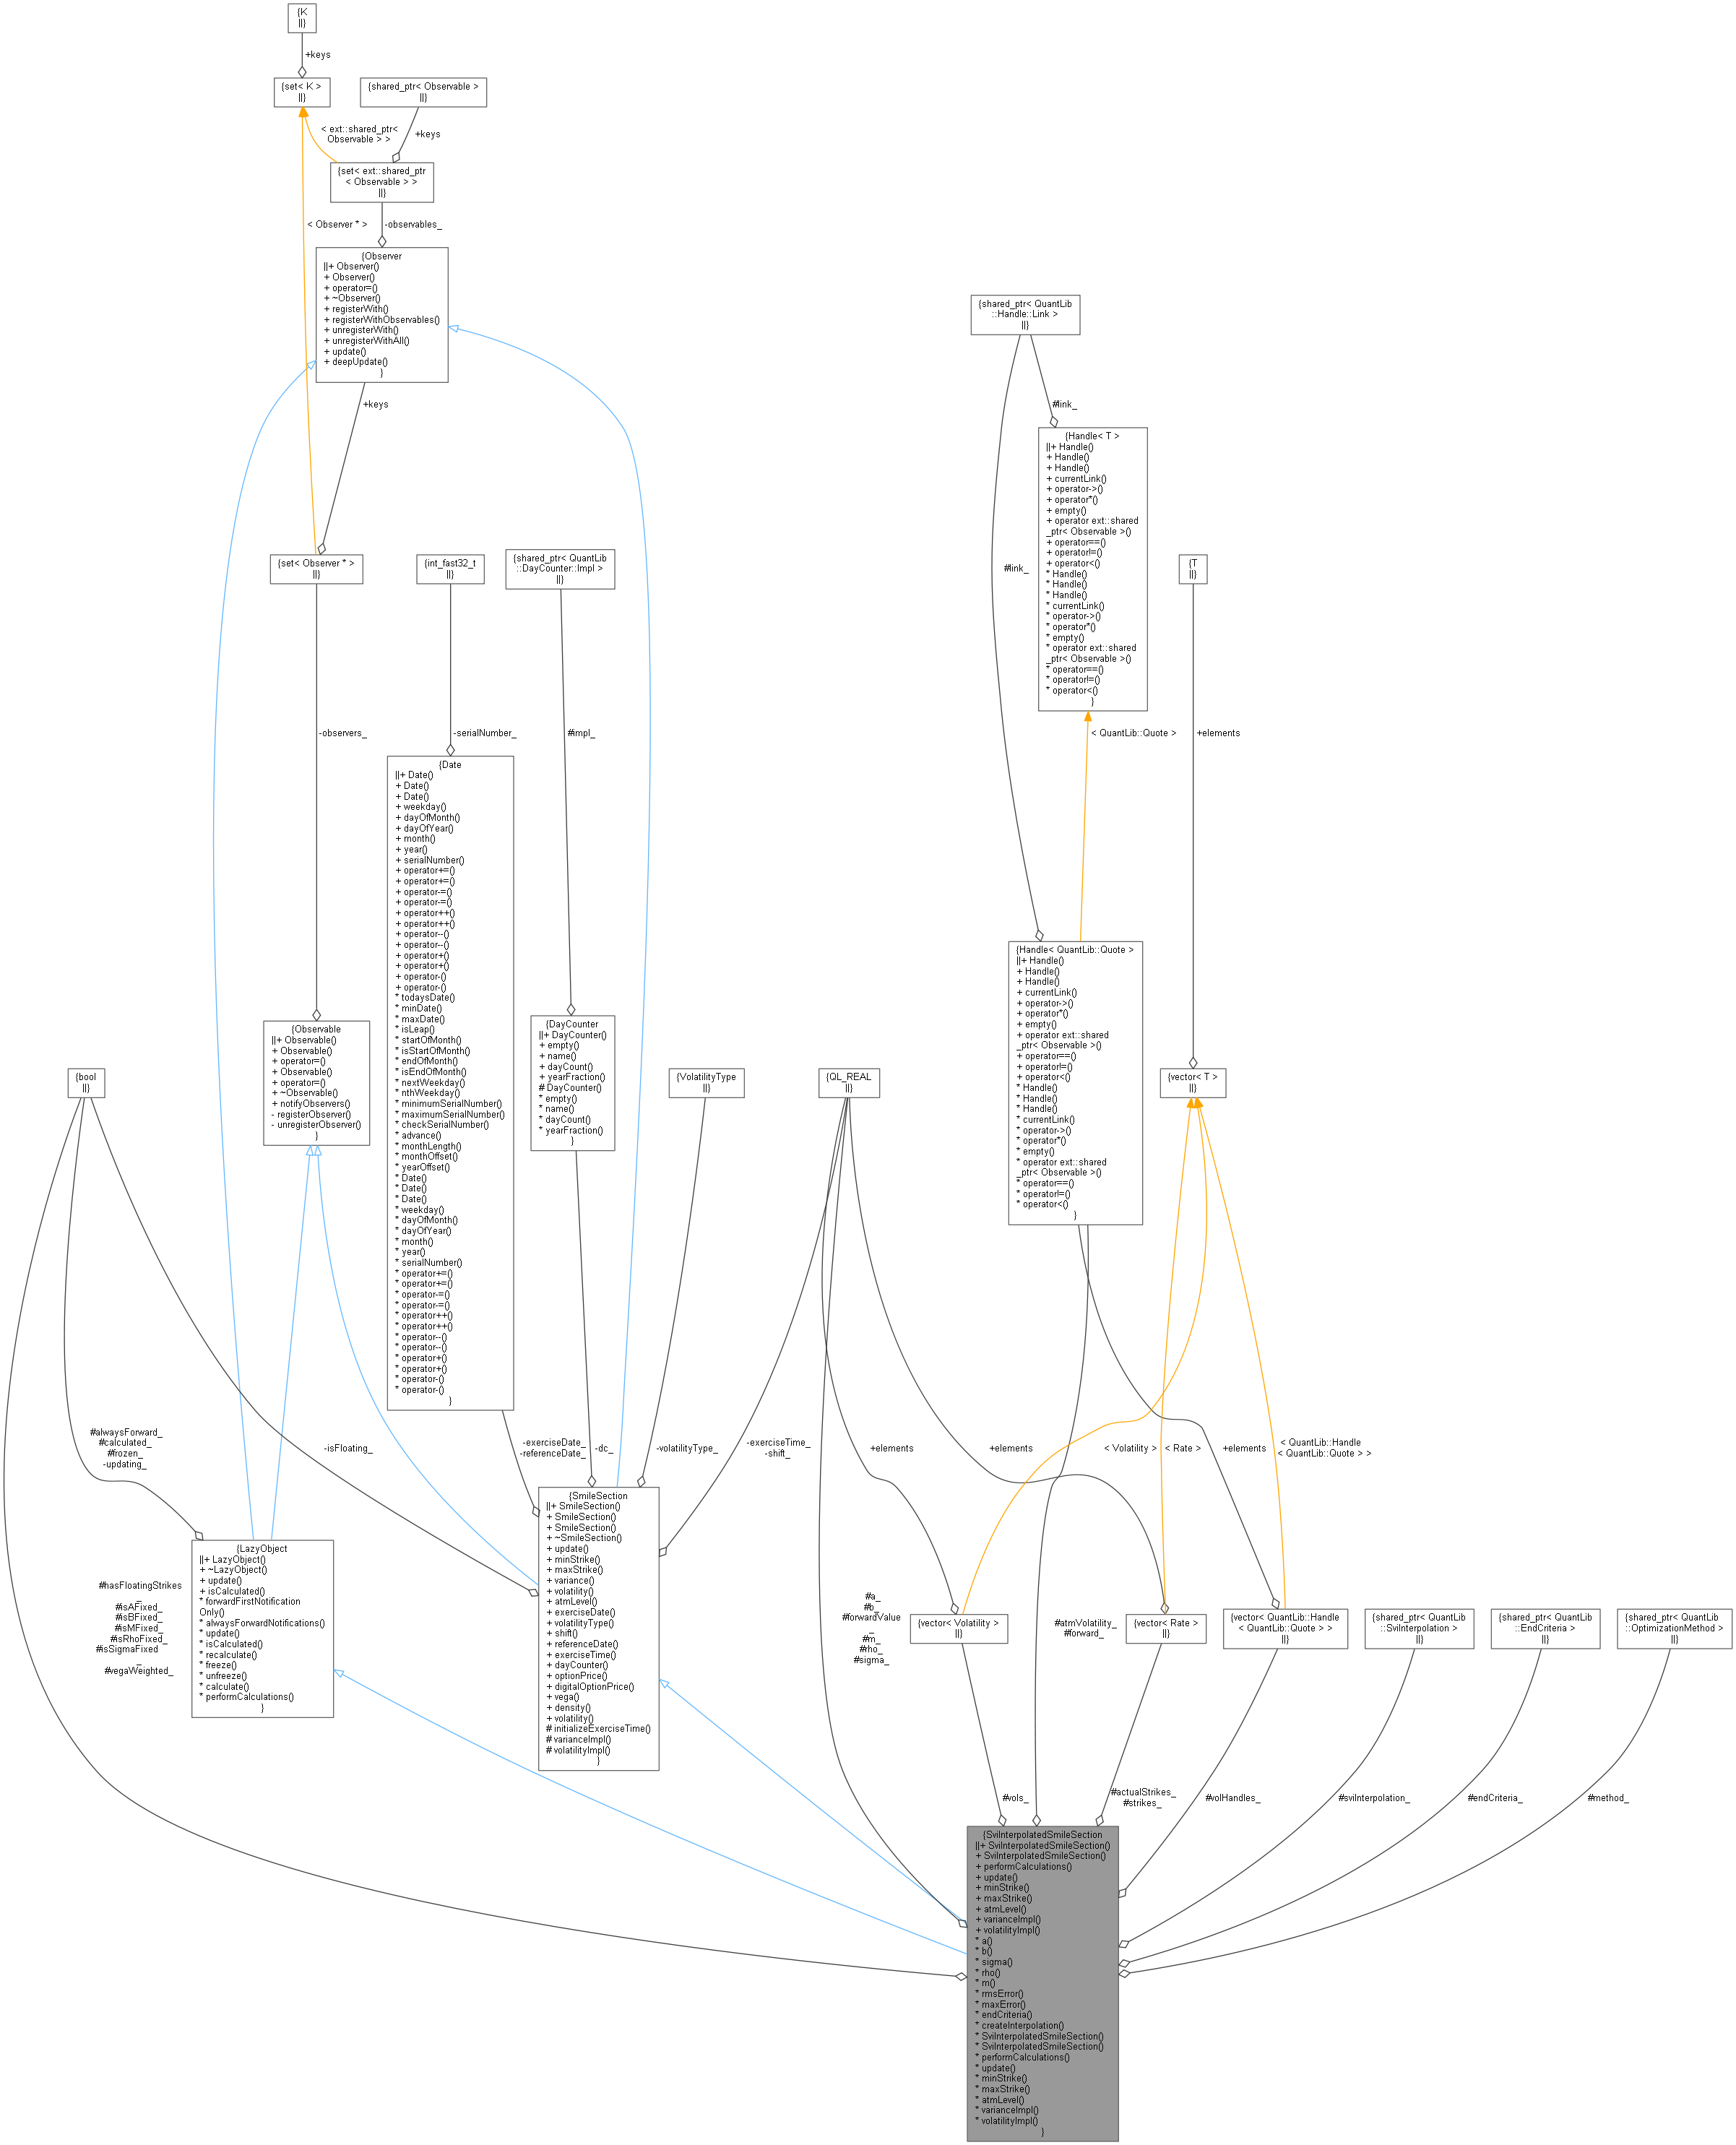 {K
||}
+keys
{set< K >
||}
{shared_ptr< Observable >
||}
< ext::shared_ptr<
Observable > >
+keys
{set< ext::shared_ptr
< Observable > >
||}
< Observer * >
-observables_
{Observer
||+ Observer()
+ Observer()
+ operator=()
+ ~Observer()
+ registerWith()
+ registerWithObservables()
+ unregisterWith()
+ unregisterWithAll()
+ update()
+ deepUpdate()
}
+keys
{set< Observer * >
||}
-observers_
{int_fast32_t
||}
-serialNumber_
{shared_ptr< QuantLib
::DayCounter::Impl >
||}
#impl_
{Date
||+ Date()
+ Date()
+ Date()
+ weekday()
+ dayOfMonth()
+ dayOfYear()
+ month()
+ year()
+ serialNumber()
+ operator+=()
+ operator+=()
+ operator-=()
+ operator-=()
+ operator++()
+ operator++()
+ operator--()
+ operator--()
+ operator+()
+ operator+()
+ operator-()
+ operator-()
* todaysDate()
* minDate()
* maxDate()
* isLeap()
* startOfMonth()
* isStartOfMonth()
* endOfMonth()
* isEndOfMonth()
* nextWeekday()
* nthWeekday()
* minimumSerialNumber()
* maximumSerialNumber()
* checkSerialNumber()
* advance()
* monthLength()
* monthOffset()
* yearOffset()
* Date()
* Date()
* Date()
* weekday()
* dayOfMonth()
* dayOfYear()
* month()
* year()
* serialNumber()
* operator+=()
* operator+=()
* operator-=()
* operator-=()
* operator++()
* operator++()
* operator--()
* operator--()
* operator+()
* operator+()
* operator-()
* operator-()
}
{shared_ptr< QuantLib
::Handle::Link >
||}
#link_
#link_
{Handle< T >
||+ Handle()
+ Handle()
+ Handle()
+ currentLink()
+ operator->()
+ operator*()
+ empty()
+ operator ext::shared
_ptr< Observable >()
+ operator==()
+ operator!=()
+ operator<()
* Handle()
* Handle()
* Handle()
* currentLink()
* operator->()
* operator*()
* empty()
* operator ext::shared
_ptr< Observable >()
* operator==()
* operator!=()
* operator<()
}
{T
||}
< QuantLib::Quote >
+elements
{Handle< QuantLib::Quote >
||+ Handle()
+ Handle()
+ Handle()
+ currentLink()
+ operator->()
+ operator*()
+ empty()
+ operator ext::shared
_ptr< Observable >()
+ operator==()
+ operator!=()
+ operator<()
* Handle()
* Handle()
* Handle()
* currentLink()
* operator->()
* operator*()
* empty()
* operator ext::shared
_ptr< Observable >()
* operator==()
* operator!=()
* operator<()
}
{Observable
||+ Observable()
+ Observable()
+ operator=()
+ Observable()
+ operator=()
+ ~Observable()
+ notifyObservers()
- registerObserver()
- unregisterObserver()
}
{DayCounter
||+ DayCounter()
+ empty()
+ name()
+ dayCount()
+ yearFraction()
# DayCounter()
* empty()
* name()
* dayCount()
* yearFraction()
}
{bool
||}
{VolatilityType
||}
{QL_REAL
||}
{vector< T >
||}
#alwaysForward_
#calculated_
#frozen_
-updating_
-isFloating_
-exerciseDate_
-referenceDate_
-dc_
-volatilityType_
-exerciseTime_
-shift_
+elements
+elements
< Volatility >
< Rate >
+elements
< QuantLib::Handle
< QuantLib::Quote > >
{SmileSection
||+ SmileSection()
+ SmileSection()
+ SmileSection()
+ ~SmileSection()
+ update()
+ minStrike()
+ maxStrike()
+ variance()
+ volatility()
+ atmLevel()
+ exerciseDate()
+ volatilityType()
+ shift()
+ referenceDate()
+ exerciseTime()
+ dayCounter()
+ optionPrice()
+ digitalOptionPrice()
+ vega()
+ density()
+ volatility()
# initializeExerciseTime()
# varianceImpl()
# volatilityImpl()
}
{LazyObject
||+ LazyObject()
+ ~LazyObject()
+ update()
+ isCalculated()
* forwardFirstNotification
Only()
* alwaysForwardNotifications()
* update()
* isCalculated()
* recalculate()
* freeze()
* unfreeze()
* calculate()
* performCalculations()
}
#hasFloatingStrikes
_
#isAFixed_
#isBFixed_
#isMFixed_
#isRhoFixed_
#isSigmaFixed
_
#vegaWeighted_
#a_
#b_
#forwardValue
_
#m_
#rho_
#sigma_
{vector< Volatility >
||}
#atmVolatility_
#forward_
{vector< Rate >
||}
{vector< QuantLib::Handle
< QuantLib::Quote > >
||}
{shared_ptr< QuantLib
::SviInterpolation >
||}
{shared_ptr< QuantLib
::EndCriteria >
||}
{shared_ptr< QuantLib
::OptimizationMethod >
||}
#vols_
#actualStrikes_
#strikes_
#volHandles_
#sviInterpolation_
#endCriteria_
#method_
{SviInterpolatedSmileSection
||+ SviInterpolatedSmileSection()
+ SviInterpolatedSmileSection()
+ performCalculations()
+ update()
+ minStrike()
+ maxStrike()
+ atmLevel()
+ varianceImpl()
+ volatilityImpl()
* a()
* b()
* sigma()
* rho()
* m()
* rmsError()
* maxError()
* endCriteria()
* createInterpolation()
* SviInterpolatedSmileSection()
* SviInterpolatedSmileSection()
* performCalculations()
* update()
* minStrike()
* maxStrike()
* atmLevel()
* varianceImpl()
* volatilityImpl()
}